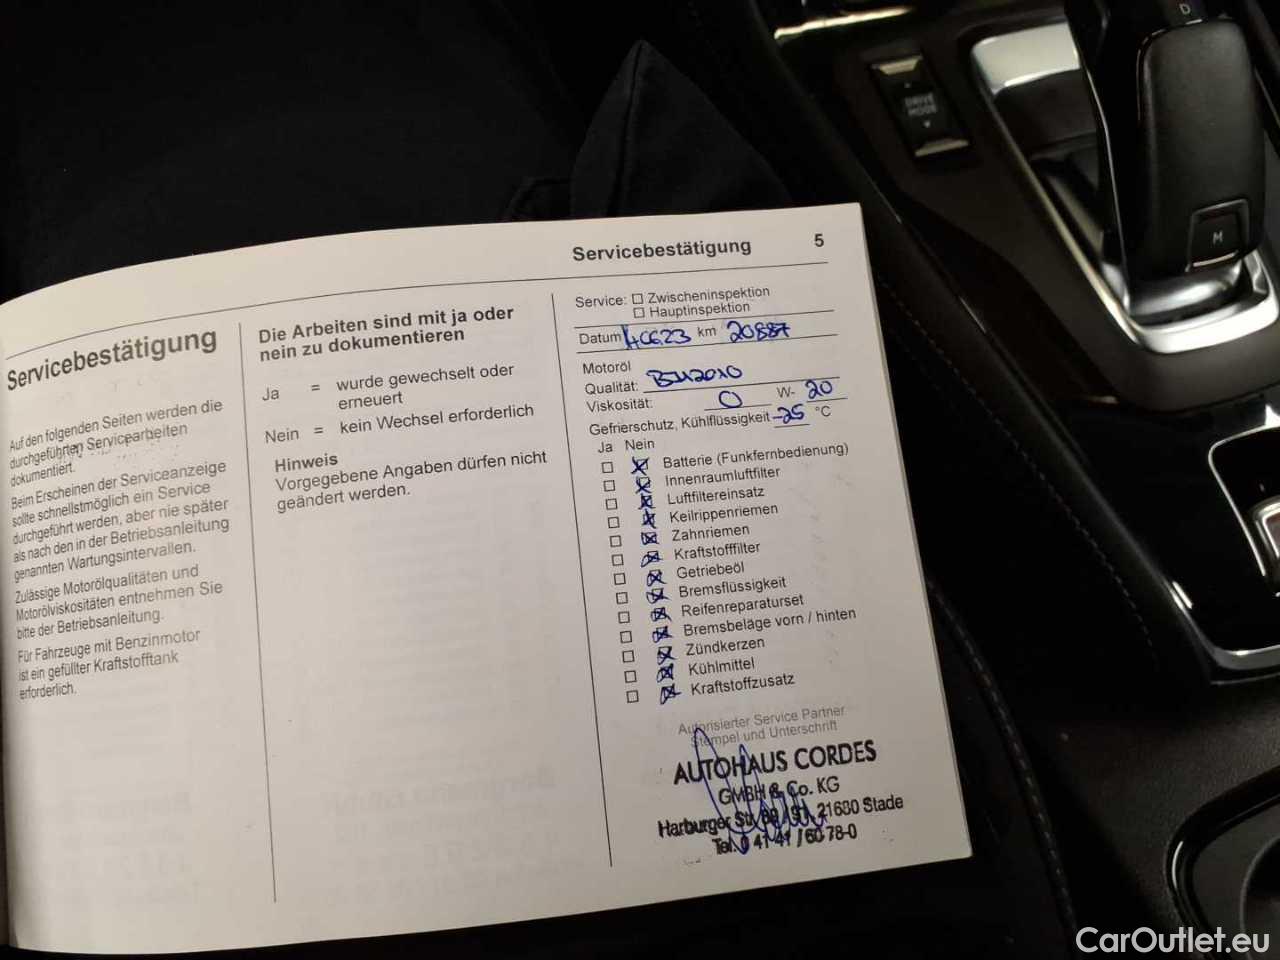 D
DRIVE
MODE
M
Servicebestätigung 5
Servicebestätigung
Auf den folgenden Seiten werden die
durchgeführten Servicearbeiten
dokumentiert.
Beim Erscheinen der Serviceanzeige
sollte schnellstmöglich ein Service
durchgeführt werden, aber nie später
als nach den in der Betriebsanleitung
genannten Wartungsintervallen.
Zulässige Motorölqualitäten und
Motorölviskositäten entnehmen Sie
bitte der Betriebsanleitung.
Für Fahrzeuge mit Benzinmotor
ist ein gefüllter Kraftstofftank
erforderlich.
Die Arbeiten sind mit ja oder
nein zu dokumentieren
Ja = wurde gewechselt oder
erneuert
Nein = kein Wechsel erforderlich
Hinweis
Vorgegebene Angaben dürfen nicht
geändert werden.
Service: Zwischeninspektion
Hauptinspektion
Datum km 20887
Motoröl
Qualität:
Viskosität: 0 W- 20
Gefrierschutz, Kühlflüssigkeit -25 °C
Ja Nein
Batterie (Funkfernbedienung)
Innenraumluftfilter
Luftfiltereinsatz
Keilrippenriemen
Zahnriemen
Kraftstofffilter
Getriebeöl
Bremsflüssigkeit
Reifenreparaturset
Bremsbeläge vorn / hinten
Zündkerzen
Kühlmittel
Kraftstoffzusatz
Autorisierter Service Partner
Stempel und Unterschrift
AUTOHAUS CORDES
GMBH & Co. KG
Harburger Str. 21680 Stade
Tel. 0 41 41 / 60 78-0
CarOutlet.eu